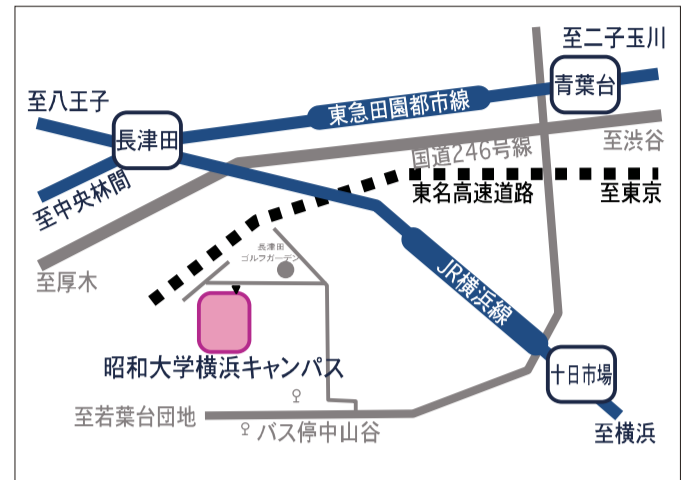 至二子玉川
青葉台
至八王子
東急田園都市線
長津田
至渋谷
国道246号線
至中央林間
東名高速道路
至東京
長津田
ゴルフガーデン
至厚木
JR横浜線
昭和大学横浜キャンパス
十日市場
至若葉台団地
バス停中山谷
至横浜